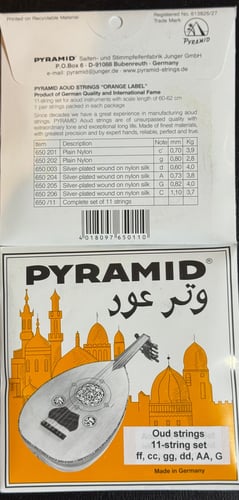 Printed on Recyclable Material
Registered No. 613826/27
Trade Mark
PYRAMID
PYRAMID Saiten- und Stimmpfeifenfabrik Junger GmbH
P.O.Box 6 · D-91088 Bubenreuth · Germany
e-mail: pyramid@junger.de · www.pyramid-strings.de
PYRAMID AOUD STRINGS "ORANGE LABEL"
Product of German Quality and International Fame
11-string set for aoud instruments with scale length of 60-62 cm
11 pair strings packed in each package
Since decades we have a great experience in manufacturing aoud
strings. PYRAMID Aoud strings are of unsurpassed quality with
extraordinary tone and exceptional long life. Made of finest materials,
with greatest precision and by expert hands, reliable, perfect and true.
Item Description Note mm Kg
650 201 Plain Nylon c' 0,70 3,9
650 202 Plain Nylon g 0,80 2,8
650 003 Silver-plated wound on nylon silk d 0,60 4,0
650 204 Silver-plated wound on nylon silk A 0,73 3,8
650 205 Silver-plated wound on nylon silk G 0,82 4,0
650 206 Silver-plated wound on nylon silk C 1,10 3,7
650 /11 Complete set of 11 strings
4 018097 650110
PYRAMID®
وتر عود
Oud strings
11-string set
ff, cc, gg, dd, AA, G
Made in Germany